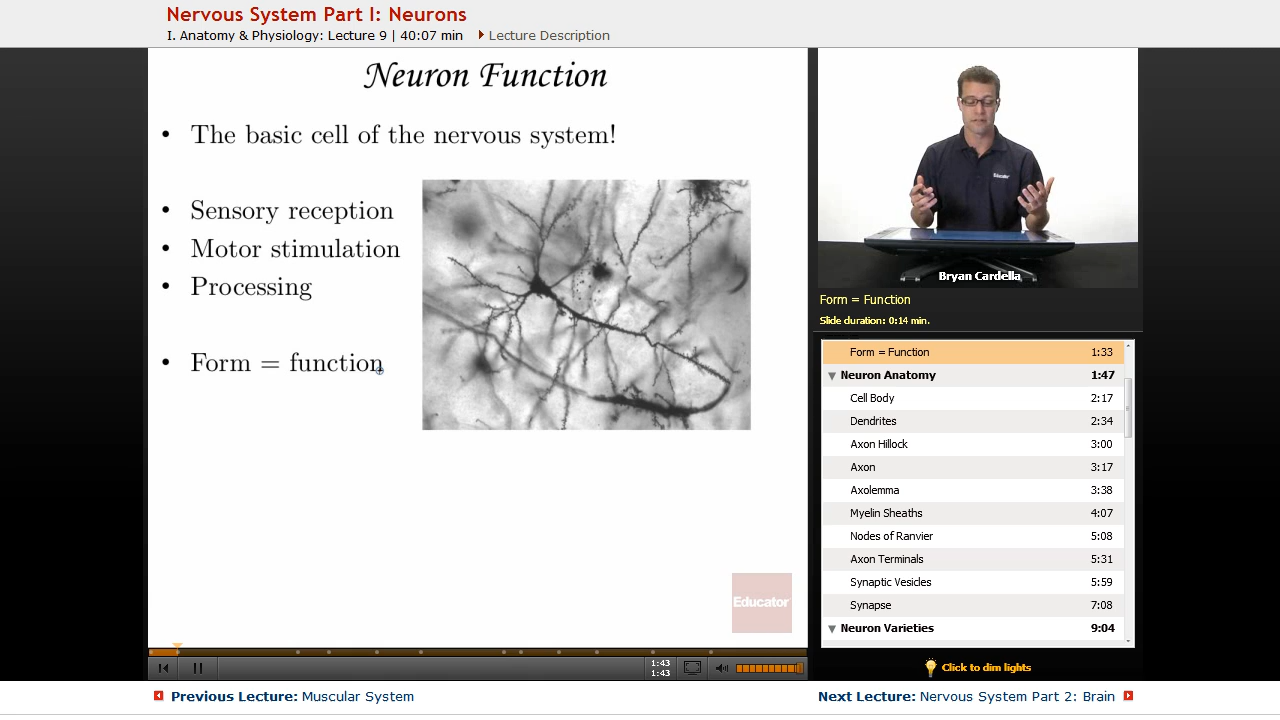 Nervous System Part I: Neurons
I. Anatomy & Physiology: Lecture 9 | 40:07 min Lecture Description
Neuron Function
• The basic cell of the nervous system!
• Sensory reception
• Motor stimulation
• Processing
• Form = function
Educator
Educator
Bryan Cardella
Form = Function
Slide duration: 0:14 min.
Form = Function 1:33
Neuron Anatomy 1:47
Cell Body 2:17
Dendrites 2:34
Axon Hillock 3:00
Axon 3:17
Axolemma 3:38
Myelin Sheaths 4:07
Nodes of Ranvier 5:08
Axon Terminals 5:31
Synaptic Vesicles 5:59
Synapse 7:08
Neuron Varieties 9:04
1:43
1:43
Click to dim lights
Previous Lecture: Muscular System
Next Lecture: Nervous System Part 2: Brain